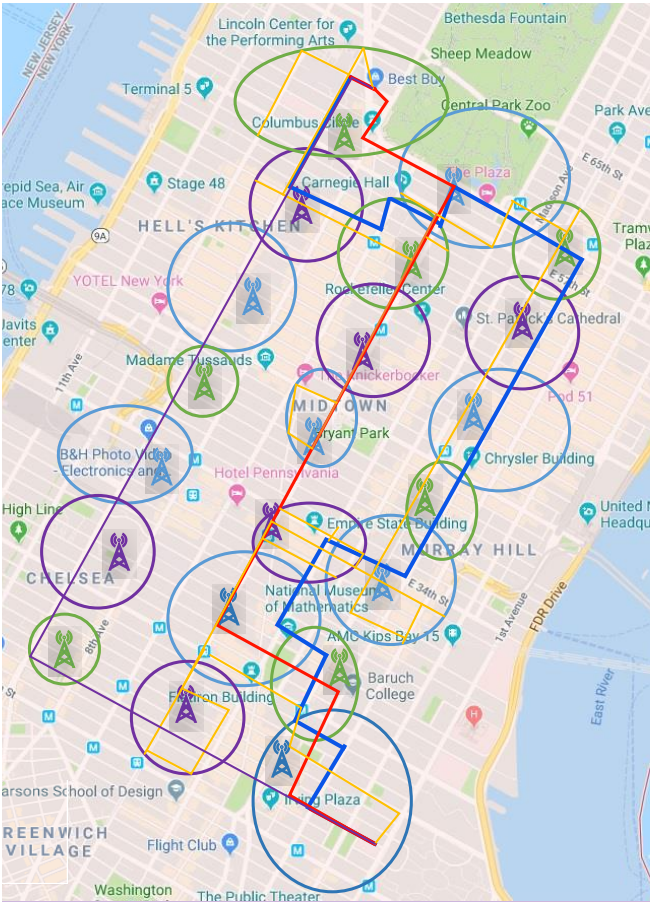 NEW JERSEY
NEW YORK
Lincoln Center for
the Performing Arts
Bethesda Fountain
Sheep Meadow
Terminal 5
Best Buy
Central Park Zoo
Columbus Circle
Park Ave
E 65th St
The Plaza
Madison Ave
Carnegie Hall
Stage 48
repid Sea, Air
ace Museum
HELL'S KITCHEN
9A
Tramw
Plaz
E 57th St
YOTEL New York
Rockefeller Center
78
Javits
enter
St. Patrick's Cathedral
Madame Tussauds
The Knickerbocker
11th Ave
Pod 51
MIDTOWN
Bryant Park
B&H Photo Video
- Electronics and
Chrysler Building
Hotel Pennsylvania
High Line
Empire State Building
United N
Headqu
MURRAY HILL
CHELSEA
National Museum
of Mathematics
E 34th St
1st Avenue
FDR Drive
8th Ave
AMC Kips Bay 15
Baruch
College
Flatiron Building
East River
H
St
arsons School of Design
Irving Plaza
REENWICH
VILLAGE
Flight Club
Washington
The Public Theater